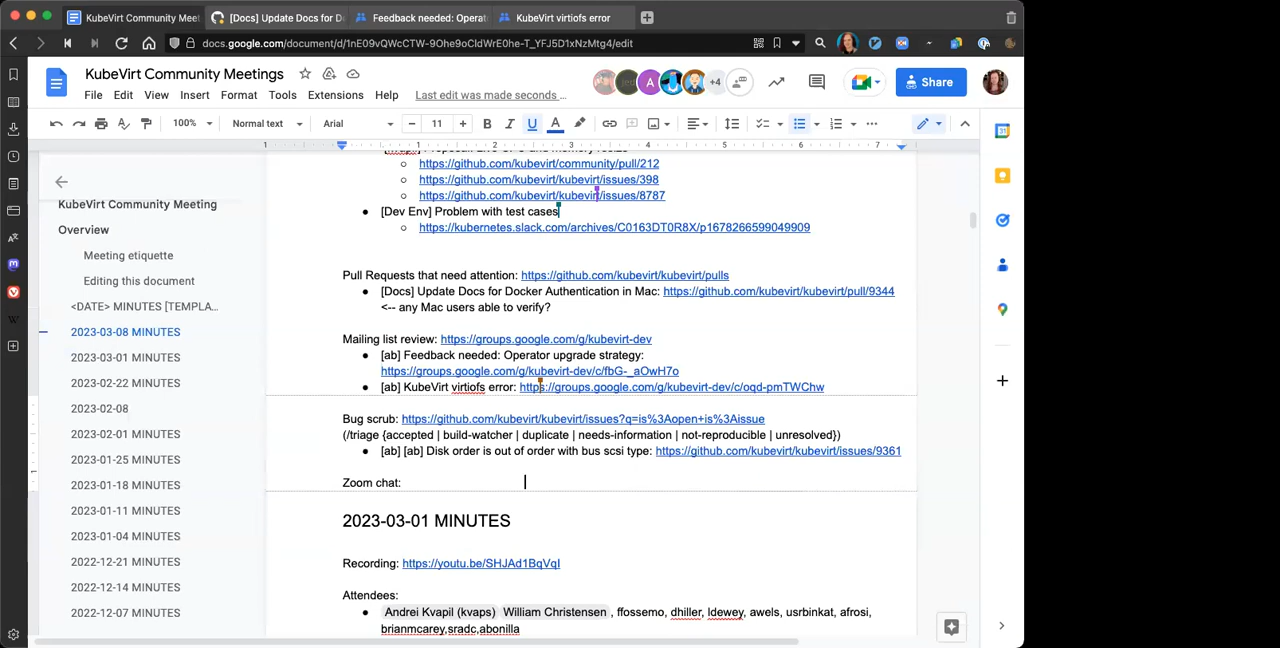 KubeVirt Community Meet
[Docs] Update Docs for D
Feedback needed: Operat
KubeVirt virtiofs error
docs.google.com/document/d/1nE09vQWcCTW-9Ohe9oCldWrE0he-T_YFJ5D1xNzMtg4/edit
KubeVirt Community Meetings
File Edit View Insert Format Tools Extensions Help Last edit was made seconds ...
+4
Share
100% Normal text Arial 11
1 1 2 3 4 5 6 7
https://github.com/kubevirt/community/pull/212
https://github.com/kubevirt/kubevirt/issues/398
https://github.com/kubevirt/kubevirt/issues/8787
[Dev Env] Problem with test cases
https://kubernetes.slack.com/archives/C0163DT0R8X/p1678266599049909
Pull Requests that need attention: https://github.com/kubevirt/kubevirt/pulls
[Docs] Update Docs for Docker Authentication in Mac: https://github.com/kubevirt/kubevirt/pull/9344
<-- any Mac users able to verify?
Mailing list review: https://groups.google.com/g/kubevirt-dev
[ab] Feedback needed: Operator upgrade strategy:
https://groups.google.com/g/kubevirt-dev/c/fbG-_aOwH7o
[ab] KubeVirt virtiofs error: https://groups.google.com/g/kubevirt-dev/c/oqd-pmTWChw
Bug scrub: https://github.com/kubevirt/kubevirt/issues?q=is%3Aopen+is%3Aissue
(/triage {accepted | build-watcher | duplicate | needs-information | not-reproducible | unresolved})
[ab] [ab] Disk order is out of order with bus scsi type: https://github.com/kubevirt/kubevirt/issues/9361
Zoom chat:
2023-03-01 MINUTES
Recording: https://youtu.be/SHJAd1BqVqI
Attendees:
Andrei Kvapil (kvaps) William Christensen , ffossemo, dhiller, ldewey, awels, usrbinkat, afrosi,
brianmcarey,sradc,abonilla
KubeVirt Community Meeting
Overview
Meeting etiquette
Editing this document
<DATE> MINUTES [TEMPLA...
2023-03-08 MINUTES
2023-03-01 MINUTES
2023-02-22 MINUTES
2023-02-08
2023-02-01 MINUTES
2023-01-25 MINUTES
2023-01-18 MINUTES
2023-01-11 MINUTES
2023-01-04 MINUTES
2022-12-21 MINUTES
2022-12-14 MINUTES
2022-12-07 MINUTES